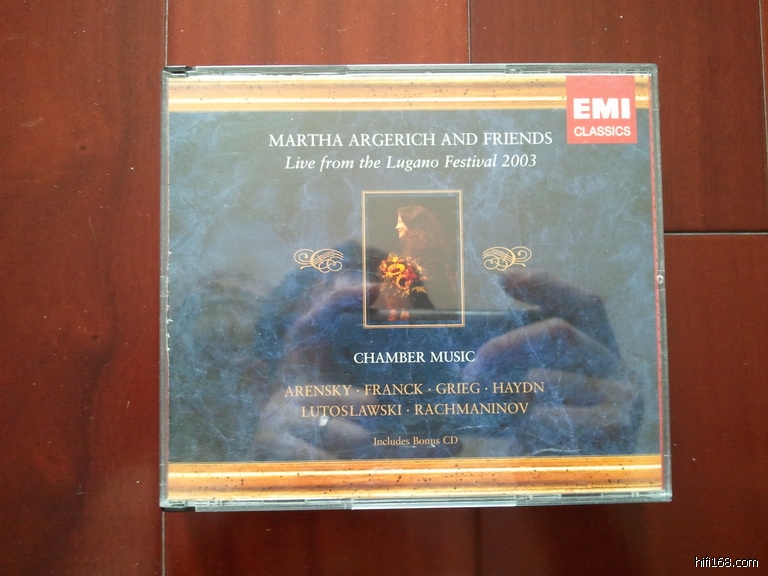 EMI
CLASSICS
MARTHA ARGERICH AND FRIENDS
Live from the Lugano Festival 2003
CHAMBER MUSIC
ARENSKY · FRANCK · GRIEG · HAYDN
LUTOSLAWSKI · RACHMANINOV
Includes Bonus CD
hifi168.com